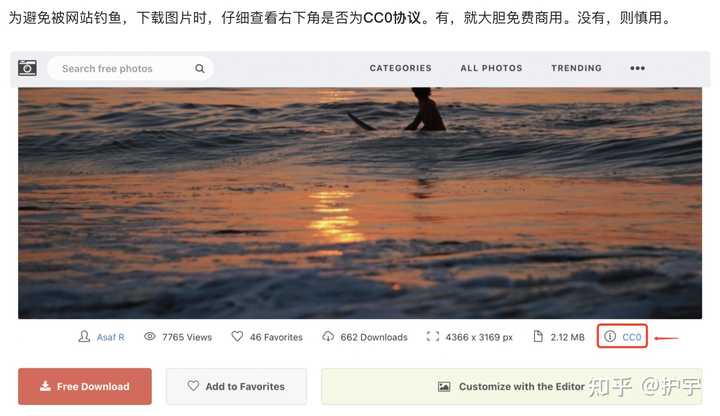 为避免被网站钓鱼，下载图片时，仔细查看右下角是否为CC0协议。有，就大胆免费商用。没有，则慎用。
Search free photos CATEGORIES ALL PHOTOS TRENDING •••
Asaf R 7765 Views 46 Favorites 662 Downloads 4366 x 3169 px 2.12 MB CC0
Free Download Add to Favorites Customize with the Editor
知乎 @护宇